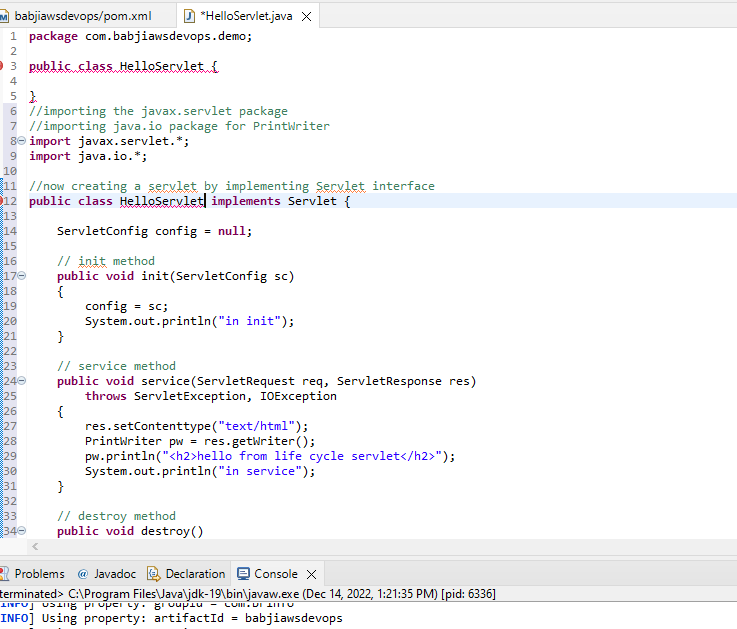 babjiawsdevops/pom.xml *HelloServlet.java
1 package com.babjiawsdevops.demo;
2
3 public class HelloServlet {
4
5 }
6 //importing the javax.servlet package
7 //importing java.io package for PrintWriter
8 import javax.servlet.*;
9 import java.io.*;
10
11 //now creating a servlet by implementing Servlet interface
12 public class HelloServlet implements Servlet {
13
14 ServletConfig config = null;
15
16 // init method
17 public void init(ServletConfig sc)
18 {
19 config = sc;
20 System.out.println("in init");
21 }
22
23 // service method
24 public void service(ServletRequest req, ServletResponse res)
25 throws ServletException, IOException
26 {
27 res.setContenttype("text/html");
28 PrintWriter pw = res.getWriter();
29 pw.println("<h2>hello from life cycle servlet</h2>");
30 System.out.println("in service");
31 }
32
33 // destroy method
34 public void destroy()
Problems @ Javadoc Declaration Console
terminated> C:\Program Files\Java\jdk-19\bin\javaw.exe (Dec 14, 2022, 1:21:35 PM) [pid: 6336]
INFO] Using property: groupId = com.brinfo
INFO] Using property: artifactId = babjiawsdevops